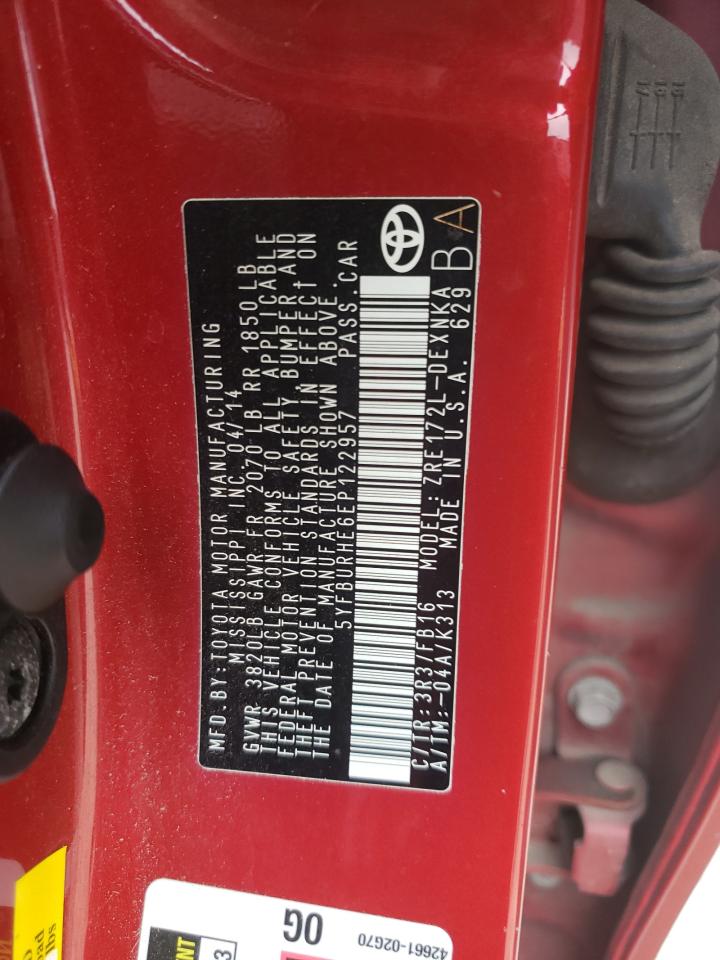 MFD. BY: TOYOTA MOTOR MANUFACTURING
MISSISSIPPI INC. 04/14
GVWR 3820LB GAWR FR 2070 LB RR 1850 LB
THIS VEHICLE CONFORMS TO ALL APPLICABLE
FEDERAL MOTOR VEHICLE SAFETY, BUMPER AND
THEFT PREVENTION STANDARDS IN EFFECT ON
THE DATE OF MANUFACTURE SHOWN ABOVE.
5YFBURHE6EP122957 PASS. CAR
C/TR: 3R3/FB16 MODEL: ZRE172L-DEXNKA
A/TM: -04A/K313 MADE IN U.S.A. 629
B
A
0G
42661-02G70
lbs
3